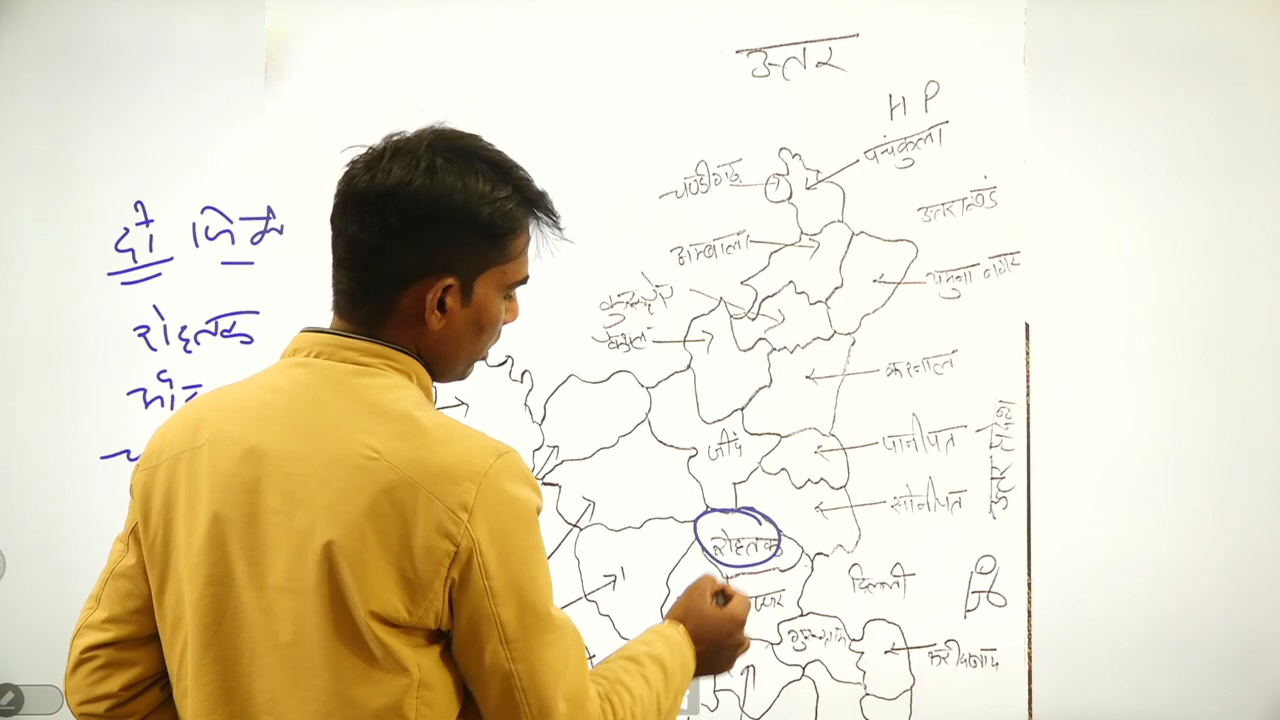 उत्तर
H P
पंचकुला
चण्डीगढ़
उत्तराखंड
दो जिले
अम्बाला
यमुना नगर
कुरुक्षेत्र
रोहतक
कैथल
करनाल
और
जींद
पानीपत
उत्तर प्रदेश
सोनीपत
रोहतक
दिल्ली
गुरुग्राम
फरीदाबाद